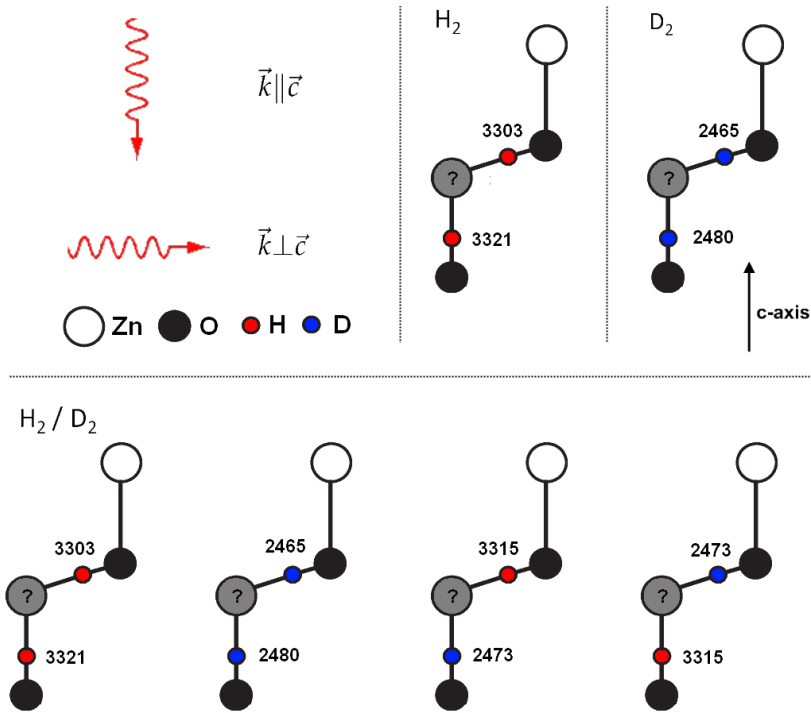 H₂
D₂
k⃗∥c⃗
3303
2465
?
?
3321
2480
k⃗⊥c⃗
Zn O H D
c-axis
H₂ / D₂
3303
2465
3315
2473
?
?
?
?
3321
2480
2473
3315